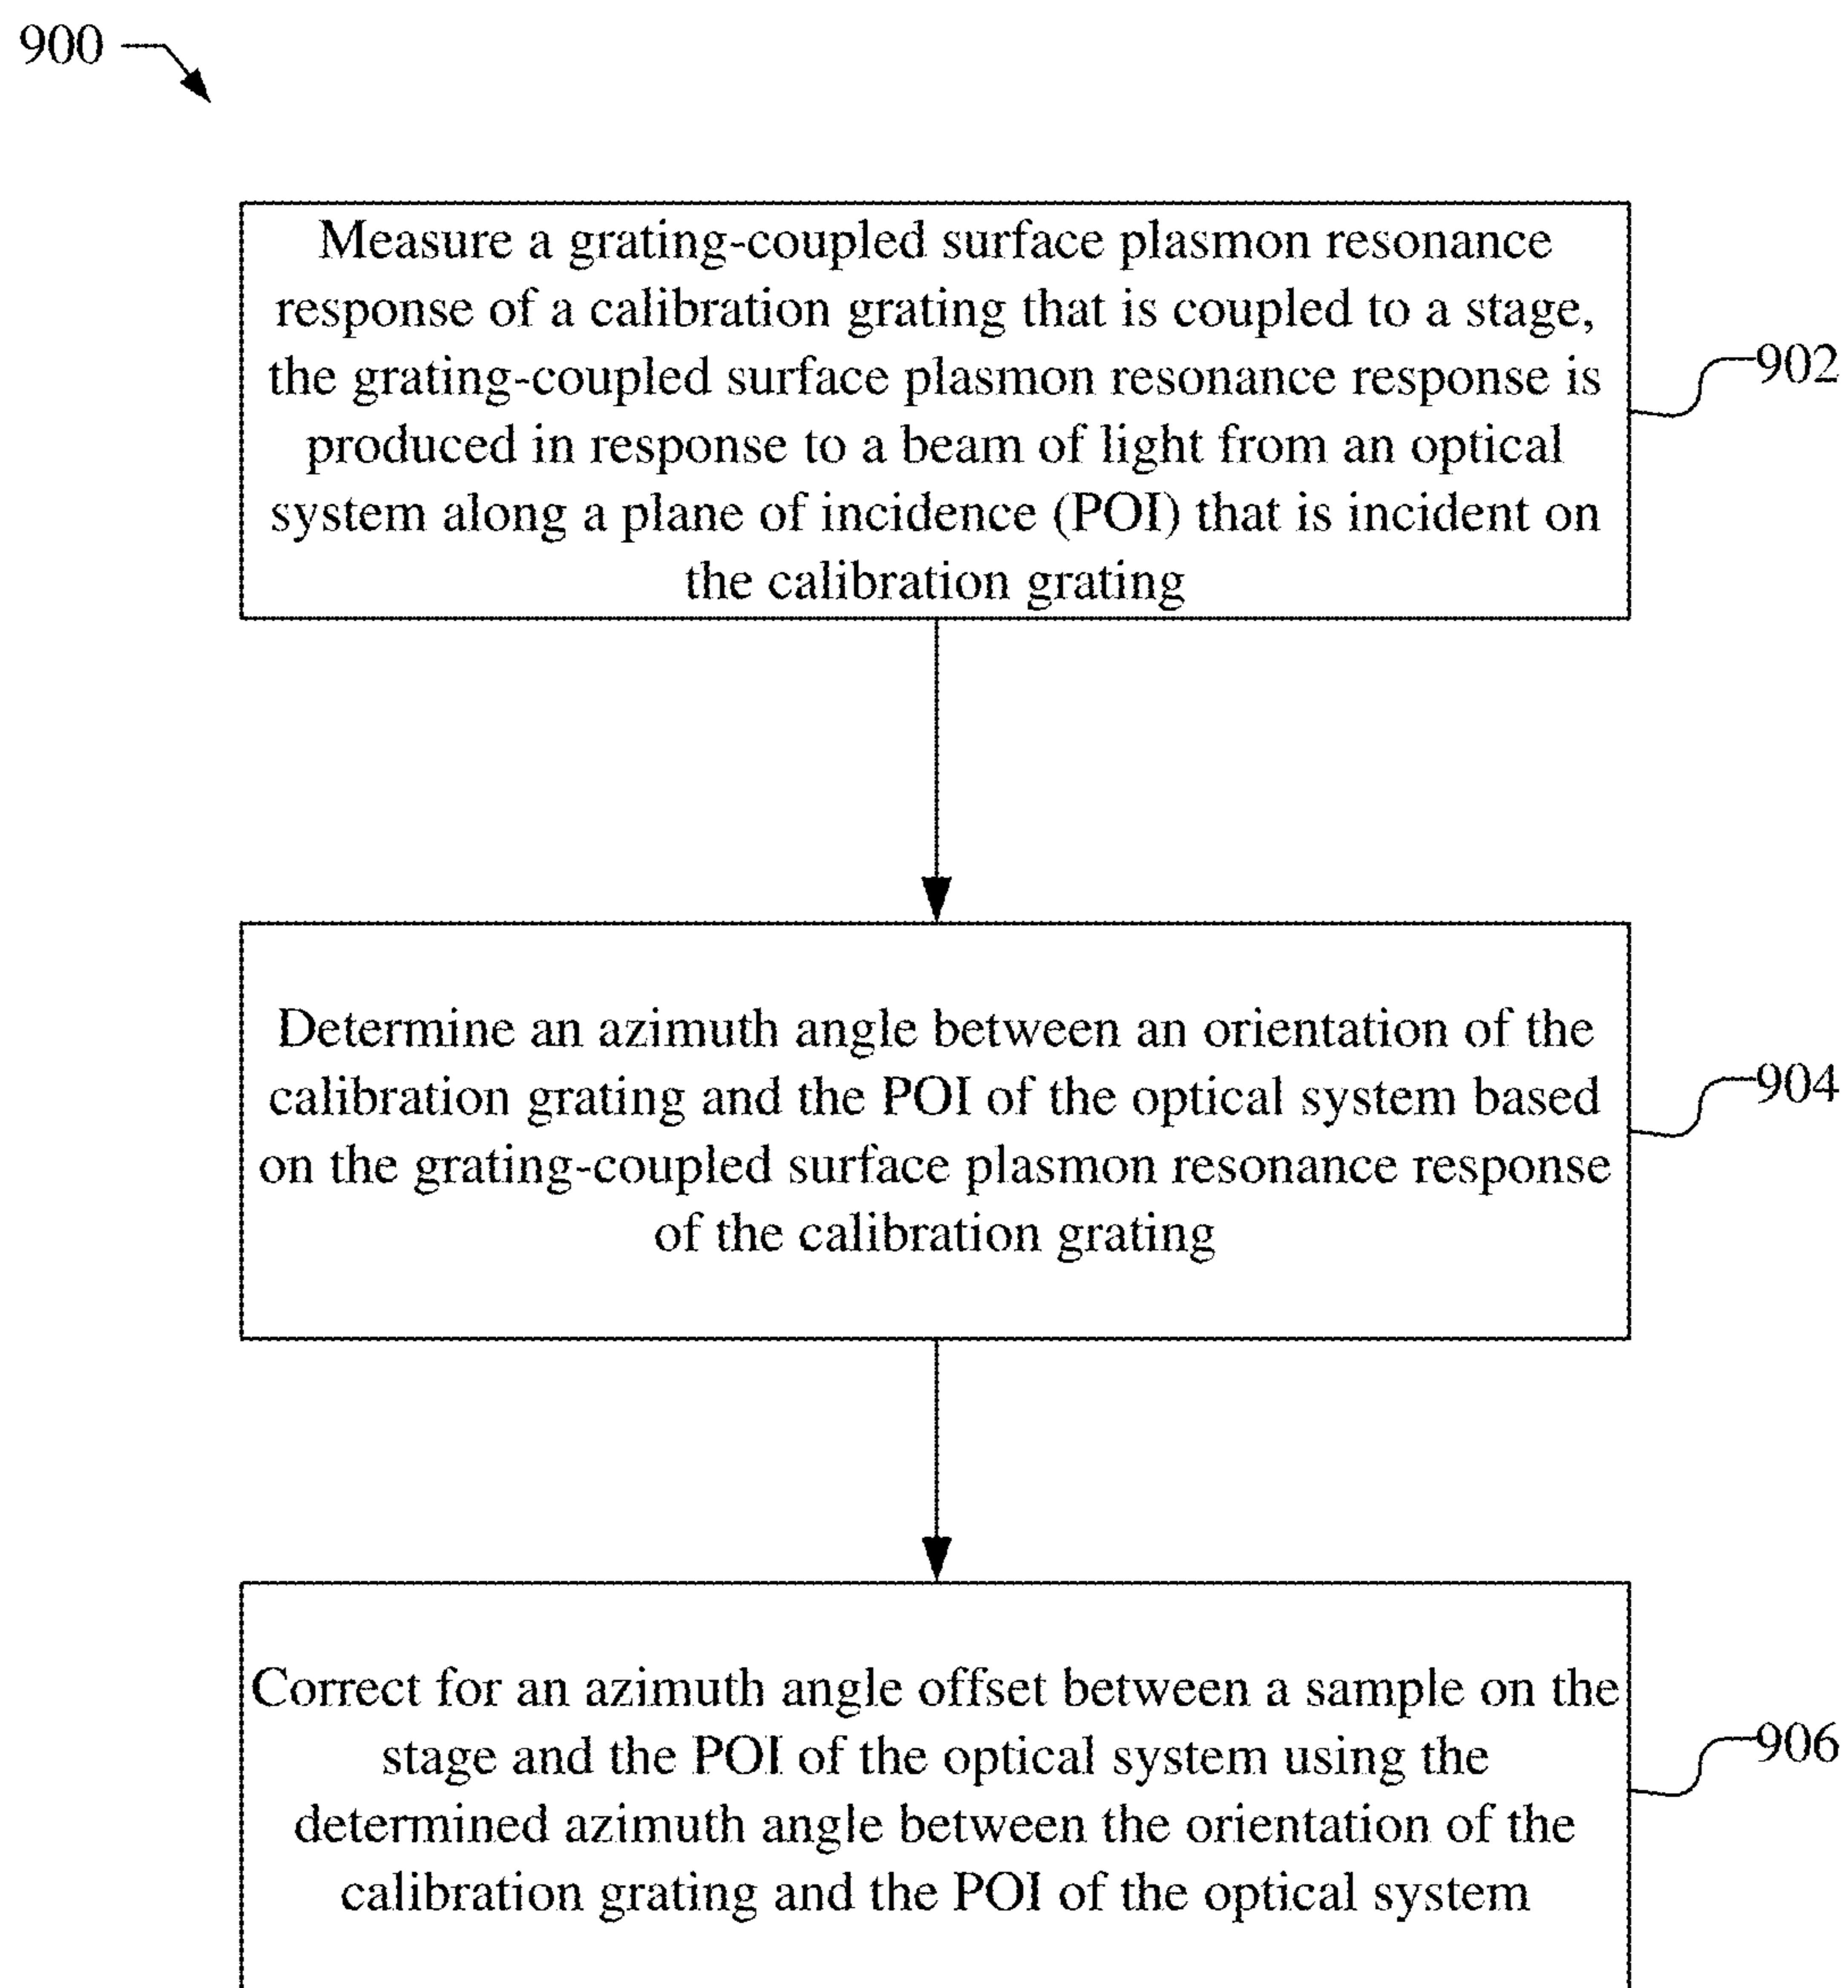 900
Measure a grating-coupled surface plasmon resonance
response of a calibration grating that is coupled to a stage,
the grating-coupled surface plasmon resonance response is
produced in response to a beam of light from an optical
system along a plane of incidence (POI) that is incident on
the calibration grating
902
Determine an azimuth angle between an orientation of the
calibration grating and the POI of the optical system based
on the grating-coupled surface plasmon resonance response
of the calibration grating
904
Correct for an azimuth angle offset between a sample on the
stage and the POI of the optical system using the
determined azimuth angle between the orientation of the
calibration grating and the POI of the optical system
906